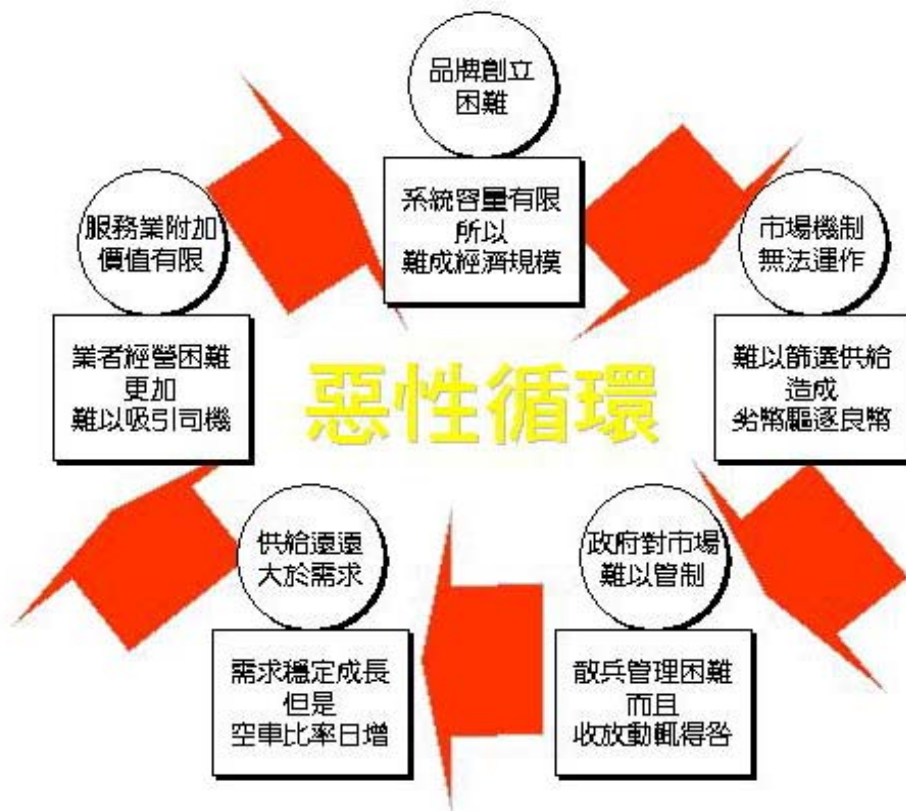 品牌創立
困難
系統容量有限
所以
難成經濟規模
市場機制
無法運作
難以篩選供給
造成
劣幣驅逐良幣
政府對市場
難以管制
散兵管理困難
而且
收放動輒得咎
供給遠遠
大於需求
需求穩定成長
但是
空車比率日增
服務業附加
價值有限
業者經營困難
更加
難以吸引司機
惡性循環